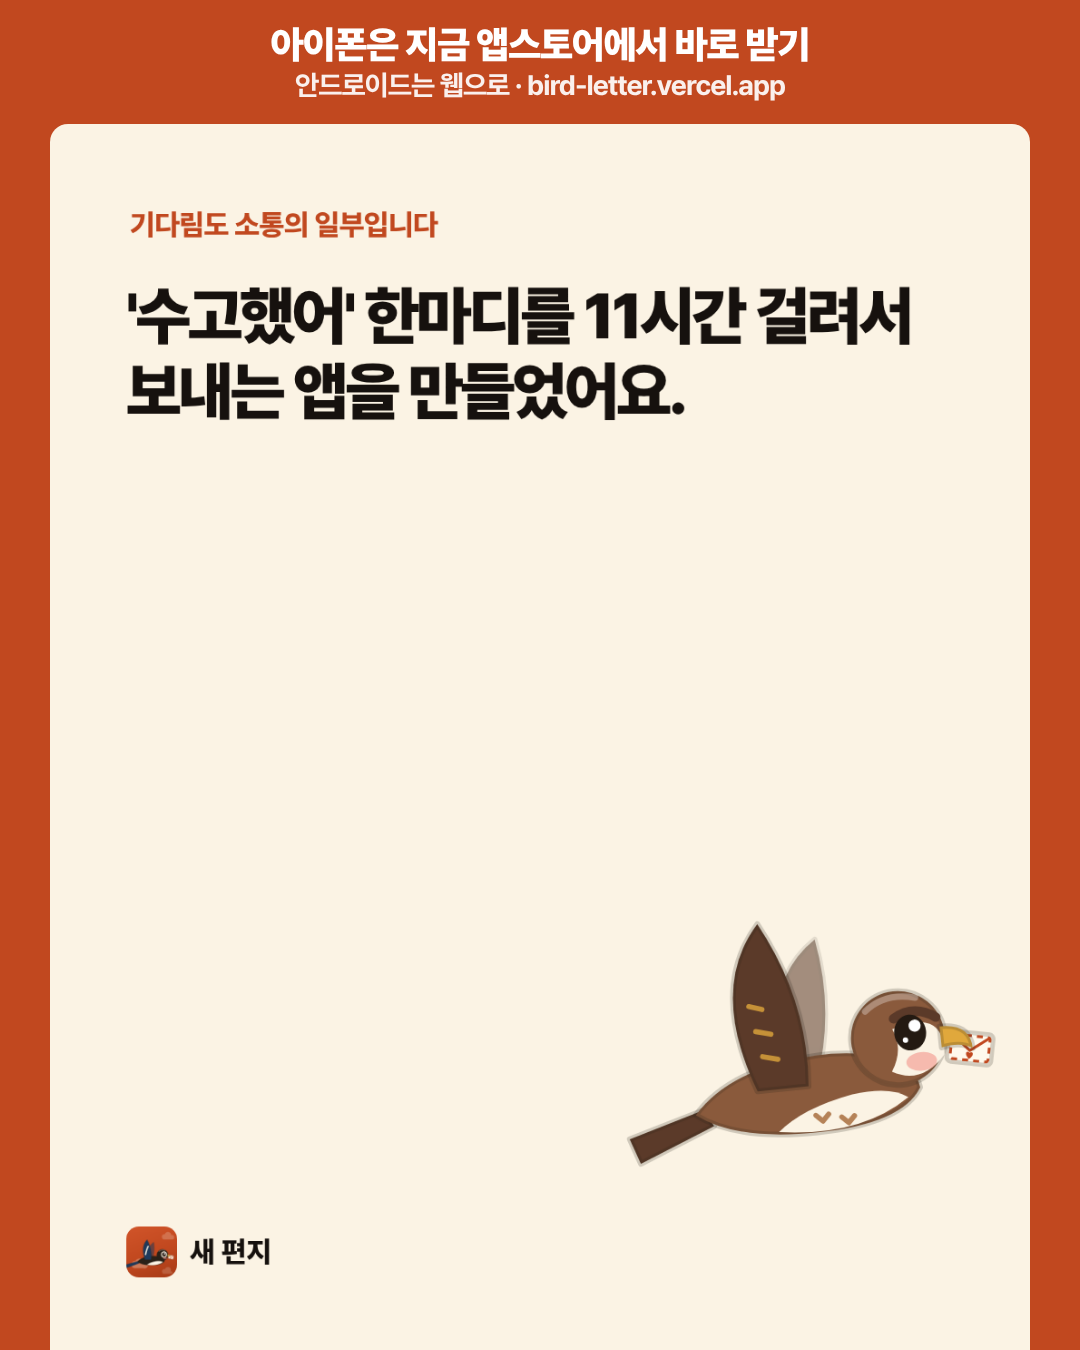 아이폰은 지금 앱스토어에서 바로 받기
안드로이드는 웹으로 · bird-letter.vercel.app
기다림도 소통의 일부입니다
'수고했어' 한마디를 11시간 걸려서
보내는 앱을 만들었어요.
새 편지